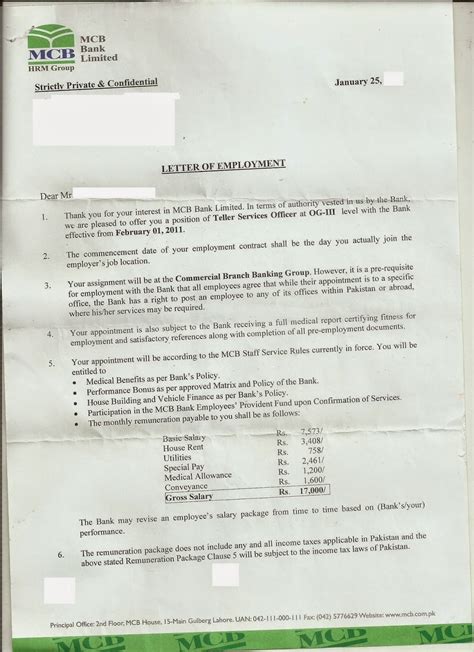 MCB
Bank
Limited
MCB
HRM Group
Strictly Private & Confidential
January 25,
LETTER OF EMPLOYMENT
Dear Mr
1. Thank you for your interest in MCB Bank Limited. In terms of authority vested in us by the Bank,
we are pleased to offer you a position of Teller Services Officer at OG-III level with the Bank
effective from February 01, 2011.
2. The commencement date of your employment contract shall be the day you actually join the
employer's job location.
3. Your assignment will be at the Commercial Branch Banking Group. However, it is a pre-requisite
for employment with the Bank that all employees agree that while their appointment is to a specific
office, the Bank has a right to post an employee to any of its offices within Pakistan or abroad,
where his/her services may be required.
4. Your appointment is also subject to the Bank receiving a full medical report certifying fitness for
employment and satisfactory references along with completion of all pre-employment documents.
5. Your appointment will be according to the MCB Staff Service Rules currently in force. You will be
entitled to
• Medical Benefits as per Bank's Policy.
• Performance Bonus as per approved Matrix and Policy of the Bank.
• House Building and Vehicle Finance as per Bank's Policy.
• Participation in the MCB Bank Employees' Provident Fund upon Confirmation of Services.
• The monthly remuneration payable to you shall be as follows:
Basic Salary Rs. 7,573/
House Rent Rs. 3,408/
Utilities Rs. 758/
Special Pay Rs. 2,461/
Medical Allowance Rs. 1,200/
Conveyance Rs. 1,600/
Gross Salary Rs. 17,000/
The Bank may revise an employee's salary package from time to time based on (Bank's/your)
performance.
6. The remuneration package does not include any and all income taxes applicable in Pakistan and the
above stated Remuneration Package Clause 5 will be subject to the income tax laws of Pakistan.
Principal Office: 2nd Floor, MCB House, 15-Main Gulberg Lahore. UAN: 042-111-000-111 Fax: (042) 5776629 Website: www.mcb.com.pk
MCB MCB MCB MCB MCB